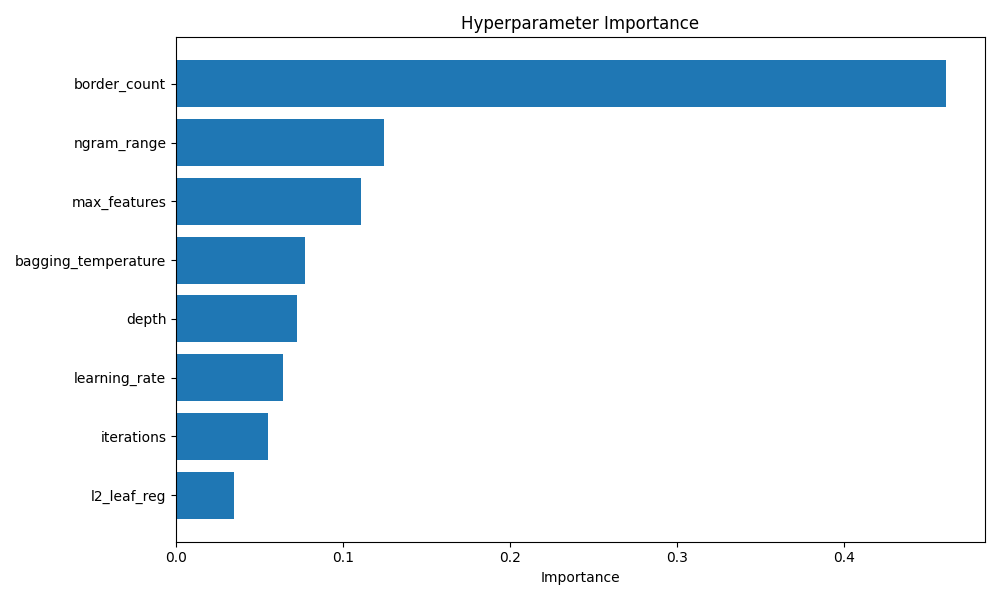 Hyperparameter Importance
border_count
ngram_range
max_features
bagging_temperature
depth
learning_rate
iterations
l2_leaf_reg
0.0 0.1 0.2 0.3 0.4
Importance